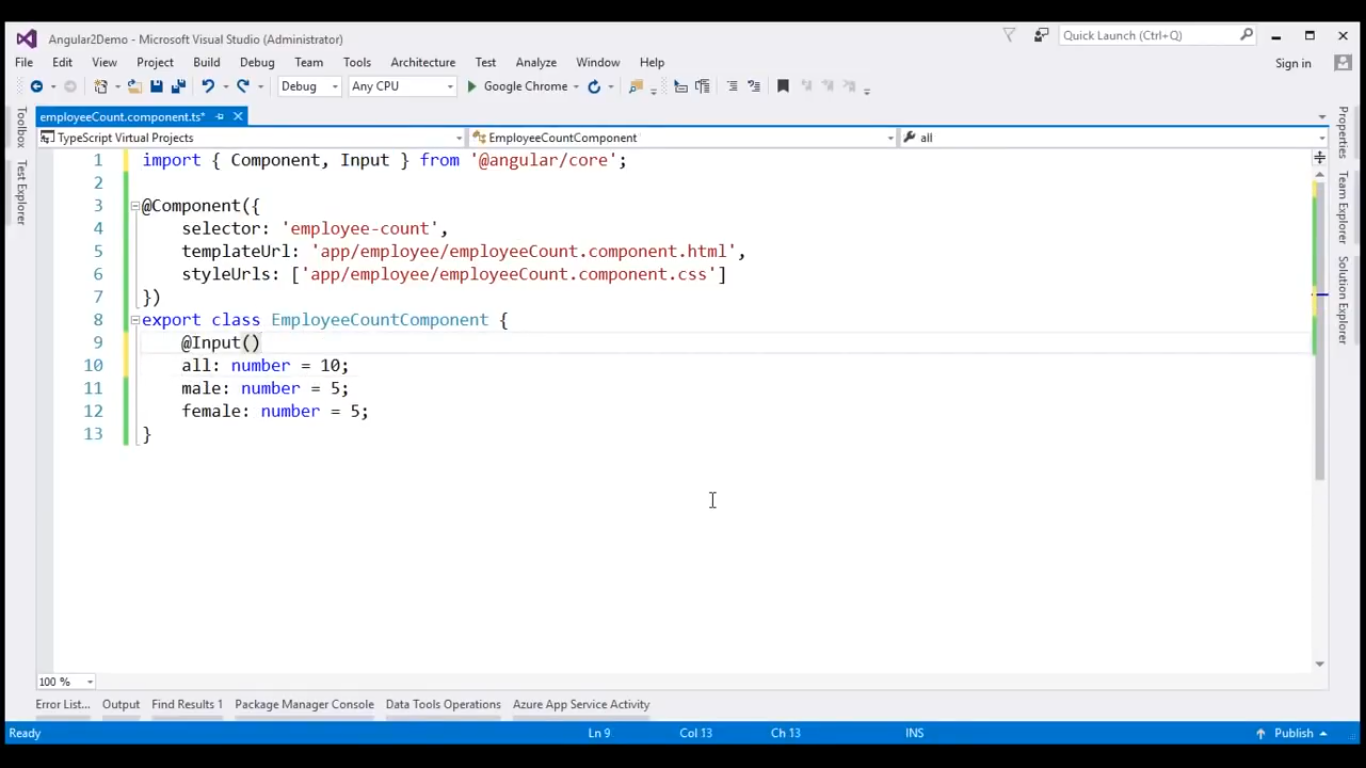 Angular2Demo - Microsoft Visual Studio (Administrator)
Quick Launch (Ctrl+Q)
File Edit View Project Build Debug Team Tools Architecture Test Analyze Window Help
Sign in
Debug Any CPU Google Chrome
employeeCount.component.ts*
TypeScript Virtual Projects EmployeeCountComponent all
Toolbox
Test Explorer
1 import { Component, Input } from '@angular/core';
2
3 @Component({
4 selector: 'employee-count',
5 templateUrl: 'app/employee/employeeCount.component.html',
6 styleUrls: ['app/employee/employeeCount.component.css']
7 })
8 export class EmployeeCountComponent {
9 @Input()
10 all: number = 10;
11 male: number = 5;
12 female: number = 5;
13 }
Properties
Team Explorer
Solution Explorer
100 %
Error List... Output Find Results 1 Package Manager Console Data Tools Operations Azure App Service Activity
Ready Ln 9 Col 13 Ch 13 INS Publish